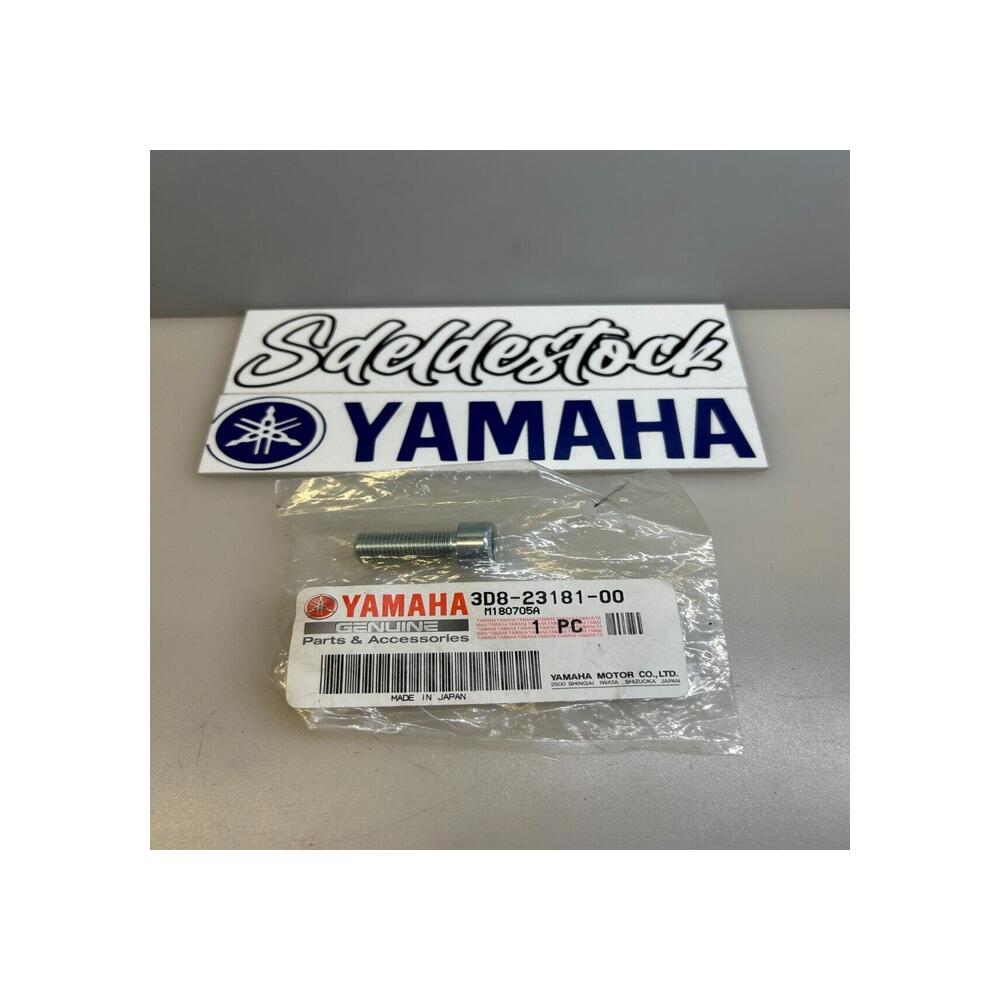 Sdeldestock
YAMAHA
YAMAHA 3D8-23181-00
GENUINE M180705A
Parts & Accessories 1 PC
YAMAHA MOTOR CO.,LTD.
2500 SHINGAI IWATA SHIZUOKA JAPAN
MADE IN JAPAN